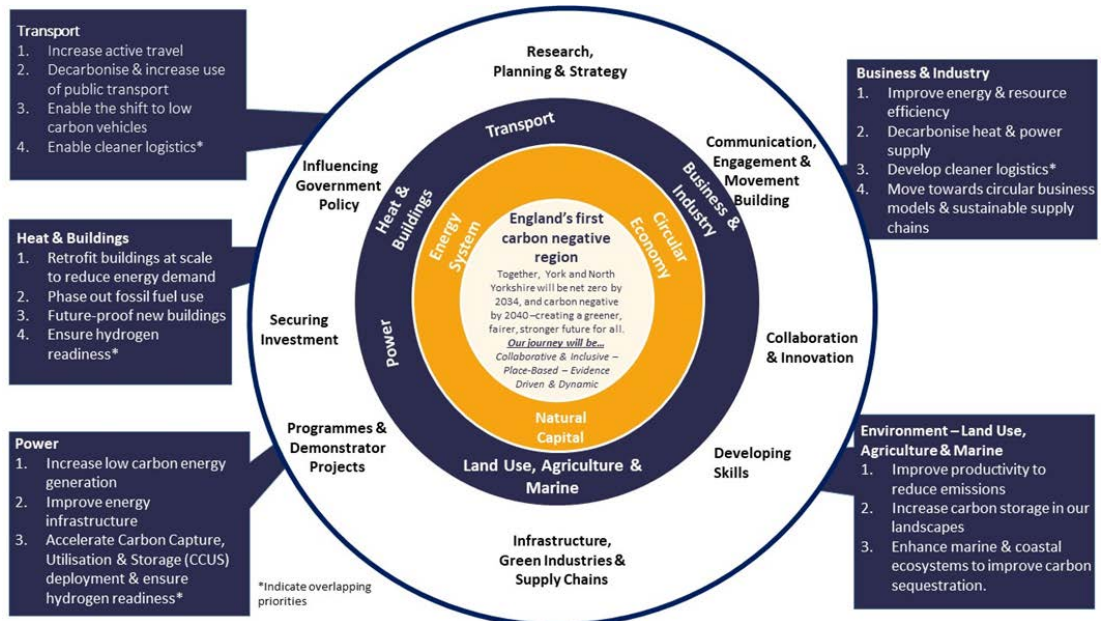 Transport
1. Increase active travel
2. Decarbonise & increase use
of public transport
3. Enable the shift to low
carbon vehicles
4. Enable cleaner logistics*
Heat & Buildings
1. Retrofit buildings at scale
to reduce energy demand
2. Phase out fossil fuel use
3. Future-proof new buildings
4. Ensure hydrogen
readiness*
Power
1. Increase low carbon energy
generation
2. Improve energy
infrastructure
3. Accelerate Carbon Capture,
Utilisation & Storage (CCUS)
deployment & ensure
hydrogen readiness*
*Indicate overlapping
priorities
Research,
Planning & Strategy
Influencing
Government
Policy
Communication,
Engagement &
Movement
Building
Securing
Investment
Collaboration
& Innovation
Programmes &
Demonstrator
Projects
Developing
Skills
Infrastructure,
Green Industries &
Supply Chains
Transport
Heat &
Buildings
Business &
Industry
Power
Land Use, Agriculture &
Marine
Energy
System
Circular
Economy
Natural
Capital
England's first
carbon negative
region
Together, York and North
Yorkshire will be net zero by
2034, and carbon negative
by 2040 –creating a greener,
fairer, stronger future for all.
Our journey will be...
Collaborative & Inclusive –
Place-Based – Evidence
Driven & Dynamic
Business & Industry
1. Improve energy & resource
efficiency
2. Decarbonise heat & power
supply
3. Develop cleaner logistics*
4. Move towards circular business
models & sustainable supply
chains
Environment – Land Use,
Agriculture & Marine
1. Improve productivity to
reduce emissions
2. Increase carbon storage in our
landscapes
3. Enhance marine & coastal
ecosystems to improve carbon
sequestration.